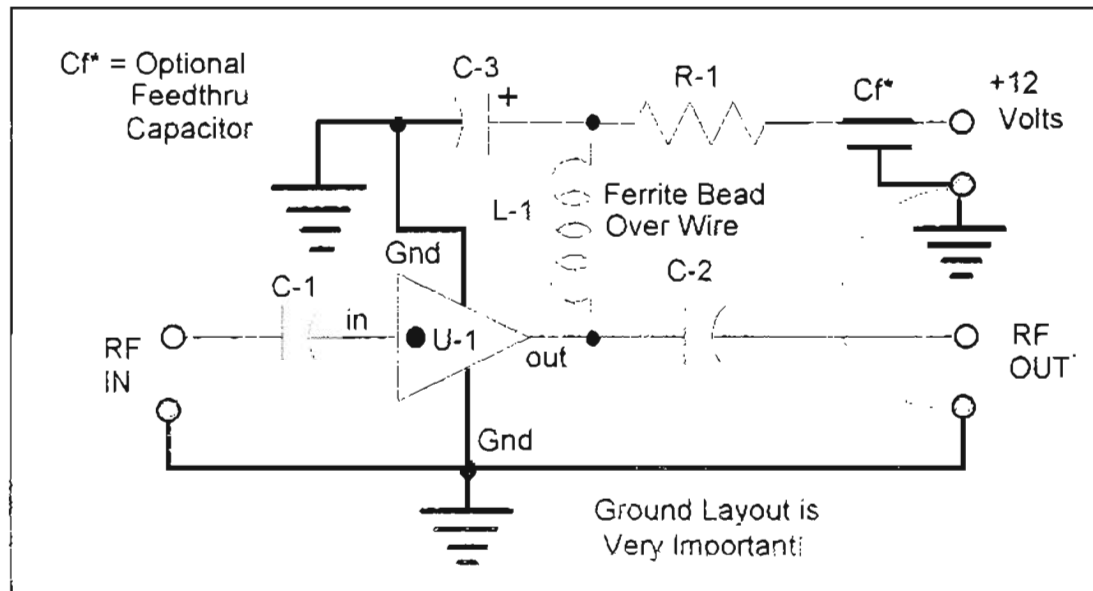 Cf* = Optional
Feedthru
Capacitor
C-3
+
R-1
Cf*
+12
Volts
L-1
Ferrite Bead
Over Wire
Gnd
C-1
in
U-1
out
C-2
RF
IN
RF
OUT
Gnd
Ground Layout is
Very Important!